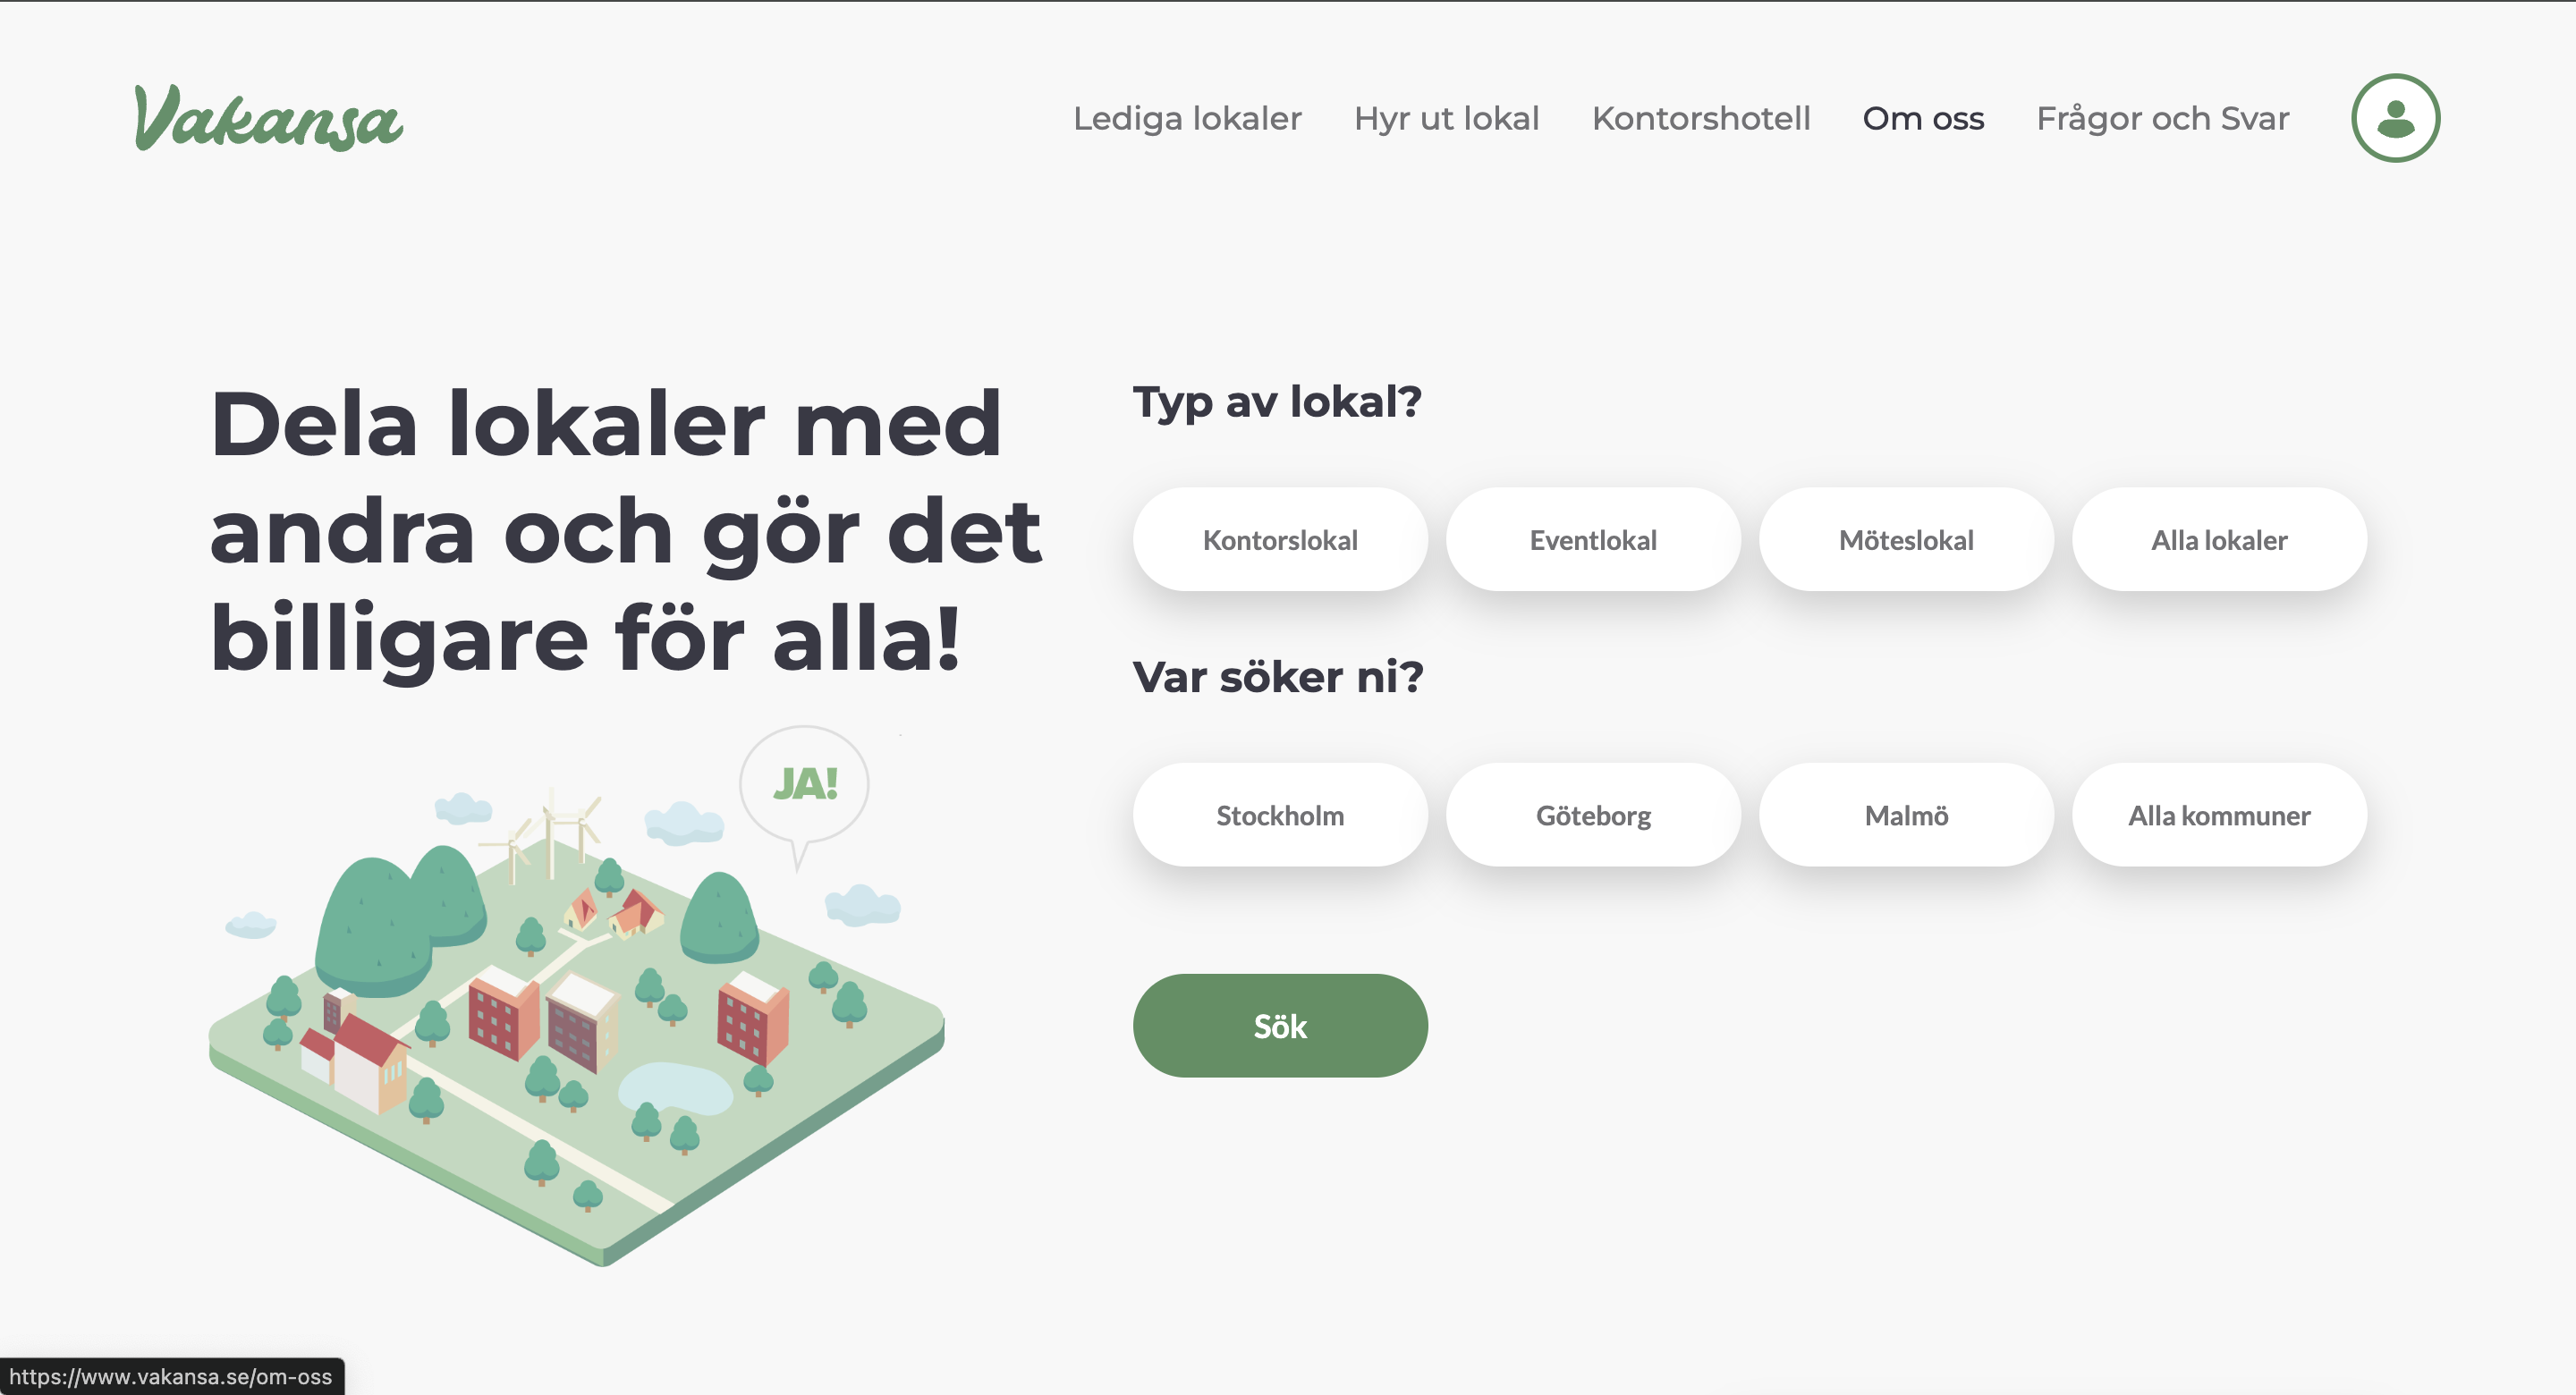 Vakansa
Lediga lokaler
Hyr ut lokal
Kontorshotell
Om oss
Frågor och Svar
Dela lokaler med
andra och gör det
billigare för alla!
JA!
Typ av lokal?
Kontorslokal
Eventlokal
Möteslokal
Alla lokaler
Var söker ni?
Stockholm
Göteborg
Malmö
Alla kommuner
Sök
https://www.vakansa.se/om-oss